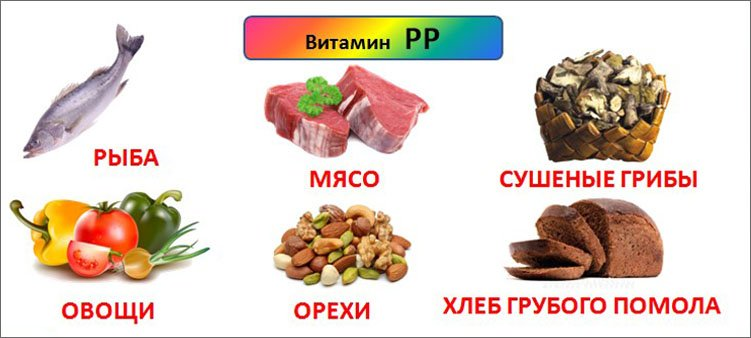 Витамин PP
РЫБА
МЯСО
СУШЕНЫЕ ГРИБЫ
ОВОЩИ
ОРЕХИ
ХЛЕБ ГРУБОГО ПОМОЛА